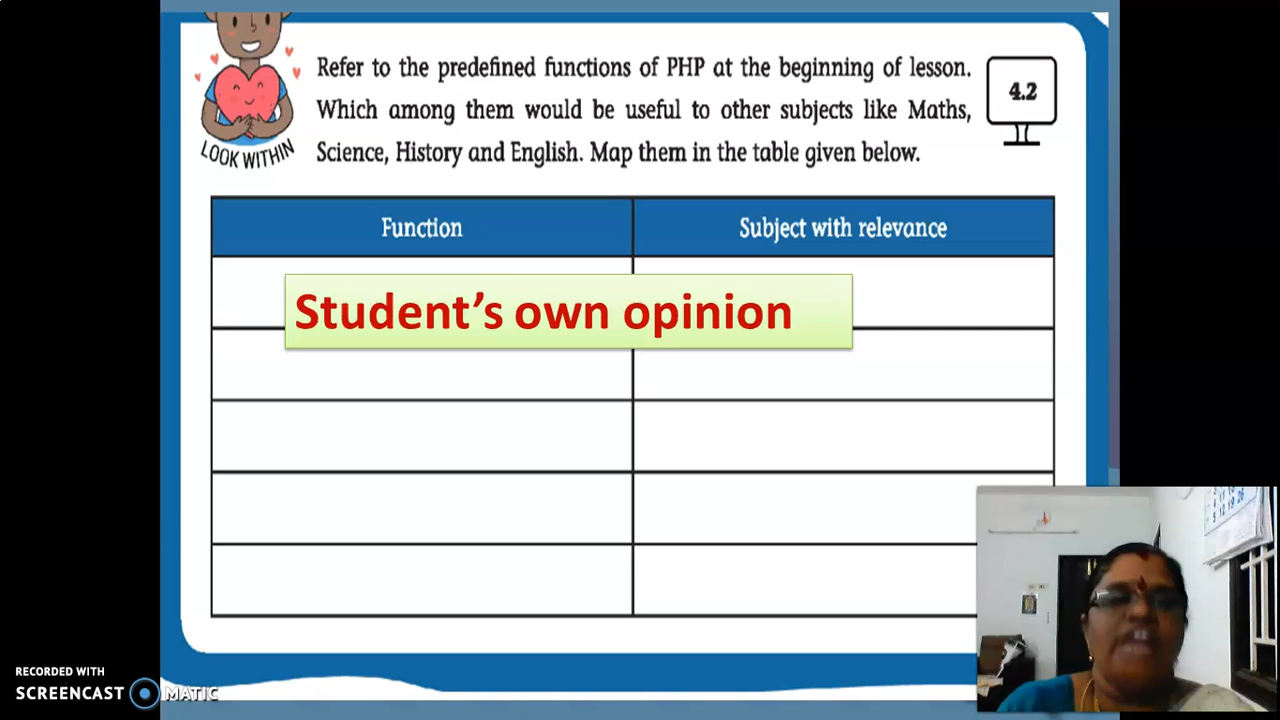 Refer to the predefined functions of PHP at the beginning of lesson.
Which among them would be useful to other subjects like Maths,
Science, History and English. Map them in the table given below.
4.2
LOOK WITHIN
Function
Subject with relevance
Student's own opinion
RECORDED WITH
SCREENCAST MATIC